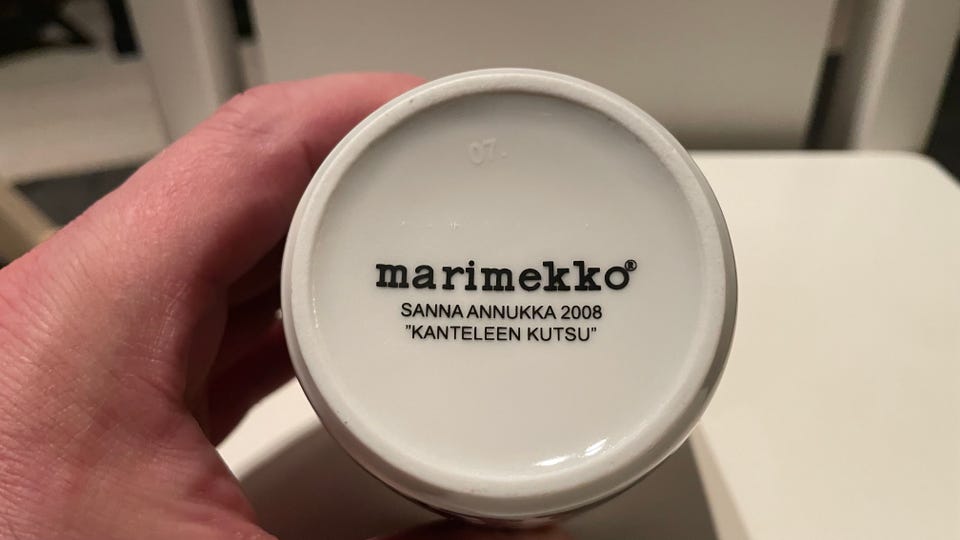 07.
marimekko®
SANNA ANNUKKA 2008
”KANTELEEN KUTSU”